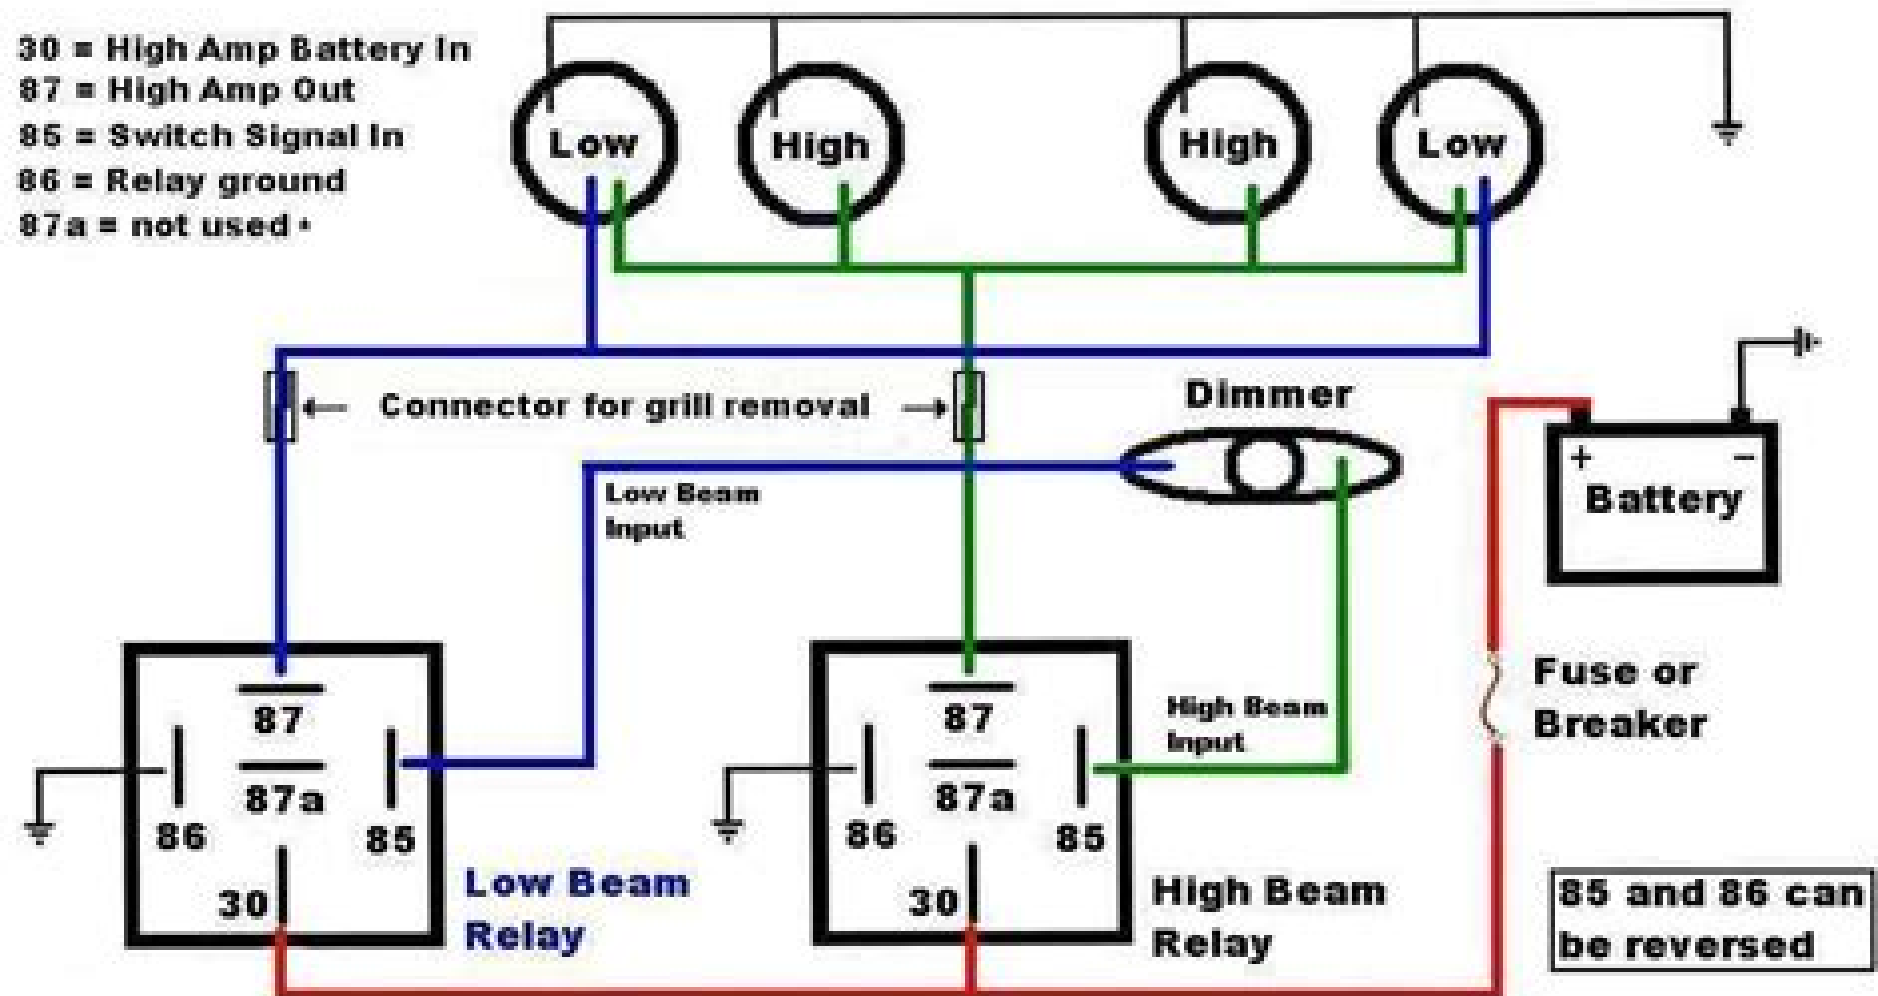 30 = High Amp Battery In
87 = High Amp Out
85 = Switch Signal In
86 = Relay ground
87a = not used •
Low
High
High
Low
Connector for grill removal
Dimmer
+
−
Battery
Low Beam
Input
87
87a
86
85
30
Low Beam
Relay
87
87a
86
85
30
High Beam
Input
High Beam
Relay
Fuse or
Breaker
85 and 86 can
be reversed